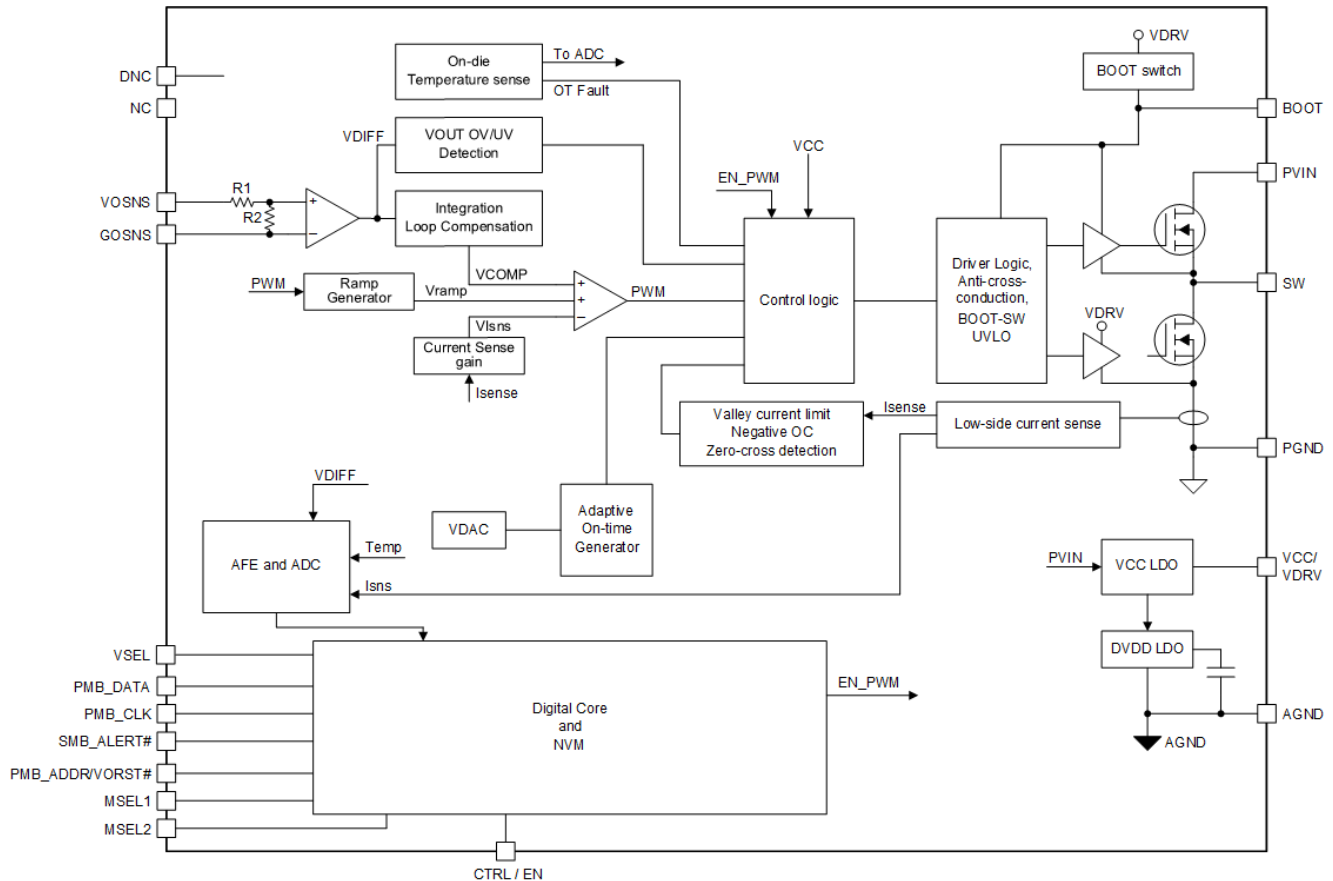 VDRV
On-die
Temperature sense
To ADC
OT Fault
BOOT switch
DNC
NC
BOOT
VDIFF
VOUT OV/UV
Detection
VCC
EN_PWM
PVIN
R1
VOSNS
R2
GOSNS
+
−
Integration
Loop Compensation
VCOMP
PWM
Ramp
Generator
Vramp
+
+
−
PWM
Control logic
Driver Logic,
Anti-cross-
conduction,
BOOT-SW
UVLO
SW
VDRV
VIsns
Current Sense
gain
Isense
Valley current limit
Negative OC
Zero-cross detection
Isense
Low-side current sense
PGND
VDIFF
VDAC
Adaptive
On-time
Generator
AFE and ADC
Temp
Isns
PVIN
VCC LDO
VCC/
VDRV
DVDD LDO
VSEL
PMB_DATA
PMB_CLK
SMB_ALERT#
PMB_ADDR/VORST#
MSEL1
MSEL2
Digital Core
and
NVM
EN_PWM
AGND
AGND
CTRL / EN